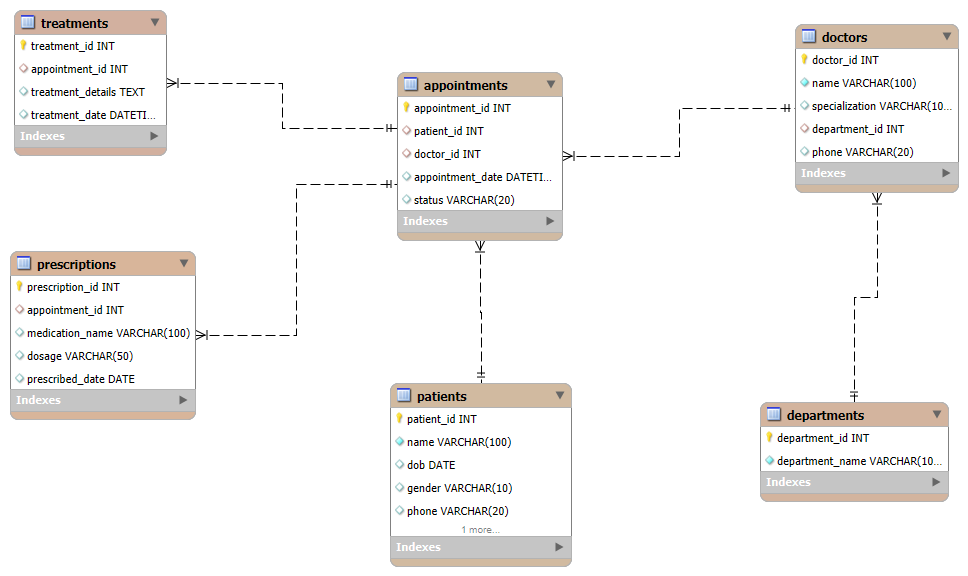 treatments
treatment_id INT
appointment_id INT
treatment_details TEXT
treatment_date DATETI...
Indexes
appointments
appointment_id INT
patient_id INT
doctor_id INT
appointment_date DATETI...
status VARCHAR(20)
Indexes
doctors
doctor_id INT
name VARCHAR(100)
specialization VARCHAR(10...
department_id INT
phone VARCHAR(20)
Indexes
prescriptions
prescription_id INT
appointment_id INT
medication_name VARCHAR(100)
dosage VARCHAR(50)
prescribed_date DATE
Indexes
patients
patient_id INT
name VARCHAR(100)
dob DATE
gender VARCHAR(10)
phone VARCHAR(20)
1 more...
Indexes
departments
department_id INT
department_name VARCHAR(10...
Indexes